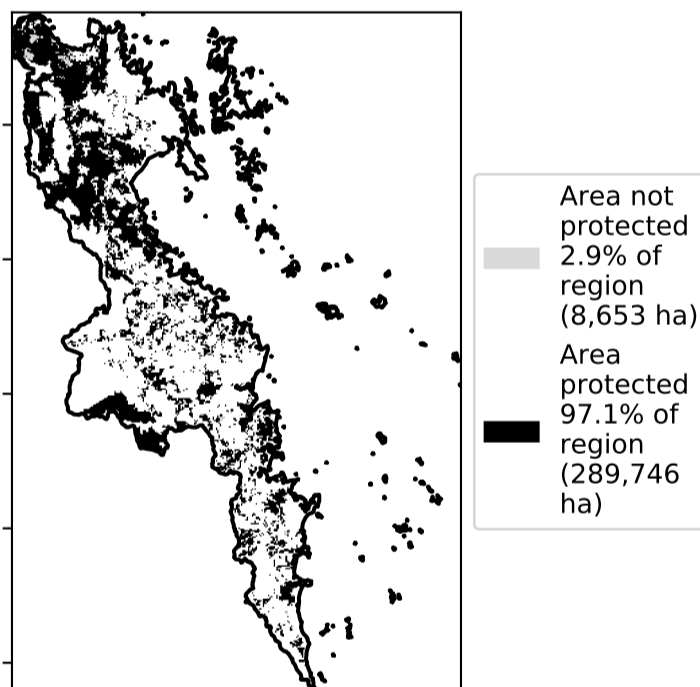 Area not
protected
2.9% of
region
(8,653 ha)
Area
protected
97.1% of
region
(289,746
ha)